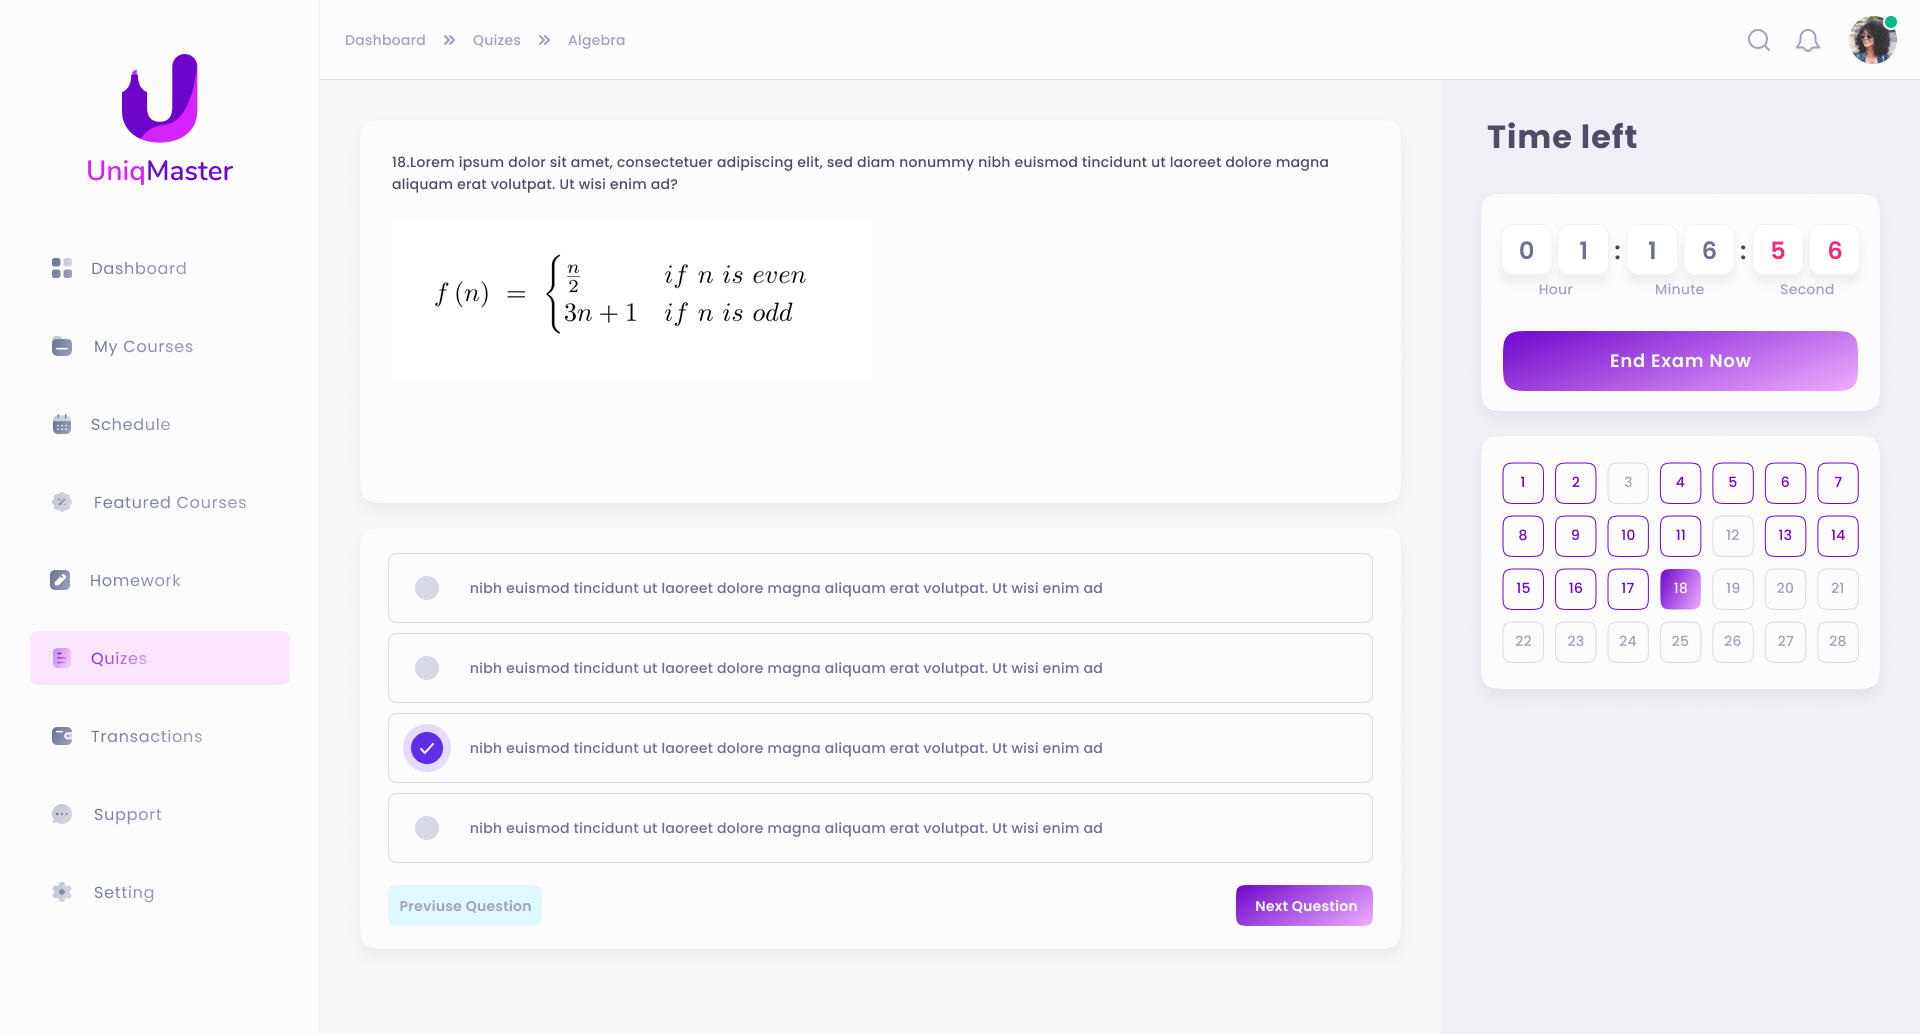 UniqMaster
Dashboard
My Courses
Schedule
Featured Courses
Homework
Quizes
Transactions
Support
Setting
Dashboard » Quizes » Algebra
18.Lorem ipsum dolor sit amet, consectetuer adipiscing elit, sed diam nonummy nibh euismod tincidunt ut laoreet dolore magna
aliquam erat volutpat. Ut wisi enim ad?
f (n) = { n/2 if n is even
3n + 1 if n is odd
nibh euismod tincidunt ut laoreet dolore magna aliquam erat volutpat. Ut wisi enim ad
nibh euismod tincidunt ut laoreet dolore magna aliquam erat volutpat. Ut wisi enim ad
nibh euismod tincidunt ut laoreet dolore magna aliquam erat volutpat. Ut wisi enim ad
nibh euismod tincidunt ut laoreet dolore magna aliquam erat volutpat. Ut wisi enim ad
Previuse Question
Next Question
Time left
0 1 : 1 6 : 5 6
Hour Minute Second
End Exam Now
1 2 3 4 5 6 7
8 9 10 11 12 13 14
15 16 17 18 19 20 21
22 23 24 25 26 27 28